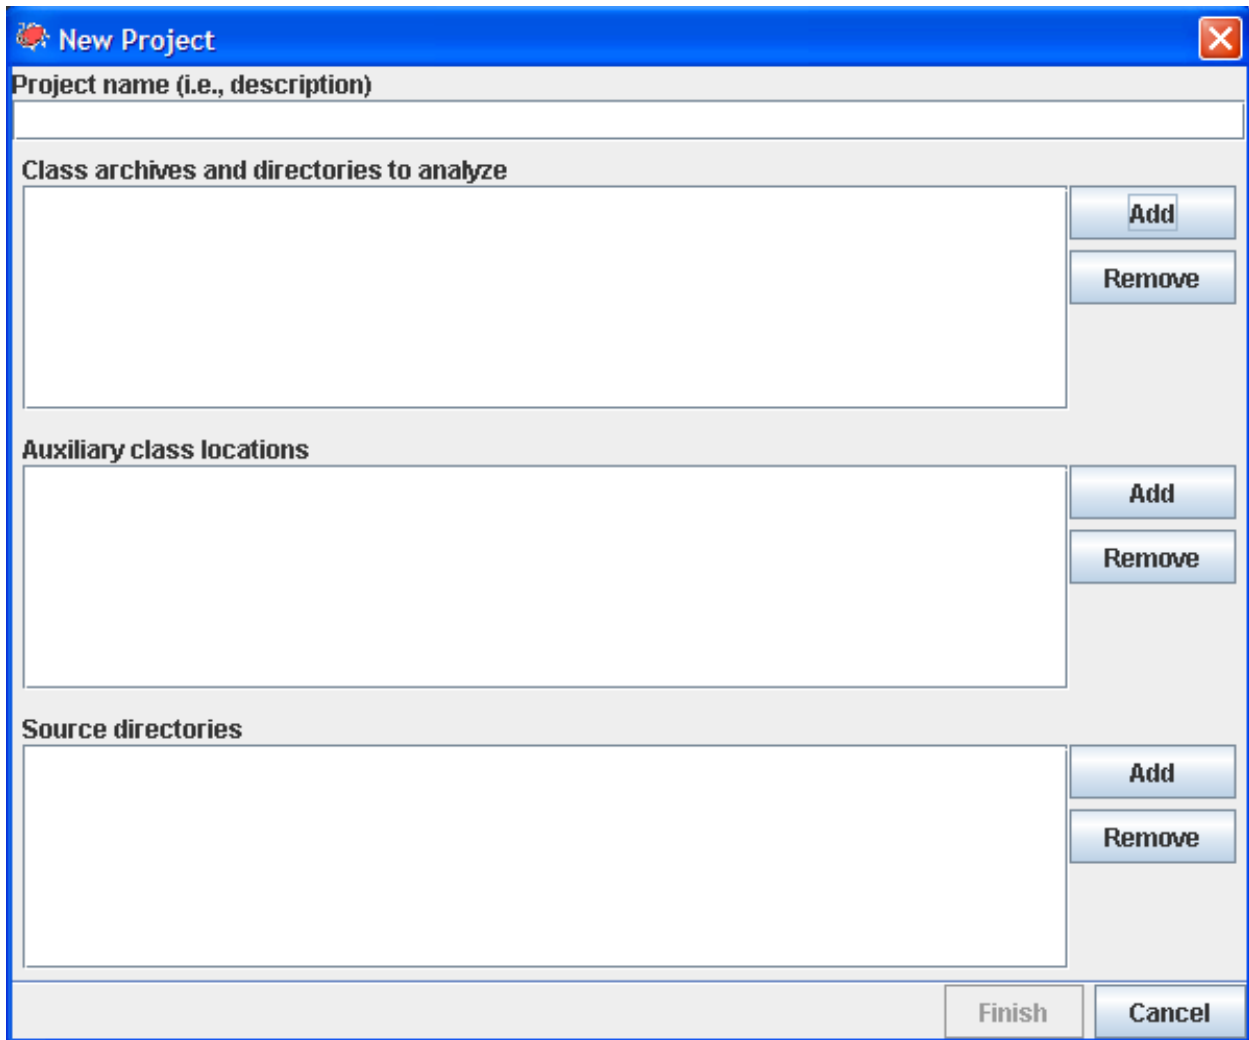 New Project
Project name (i.e., description)
Class archives and directories to analyze
Add
Remove
Auxiliary class locations
Add
Remove
Source directories
Add
Remove
Finish
Cancel